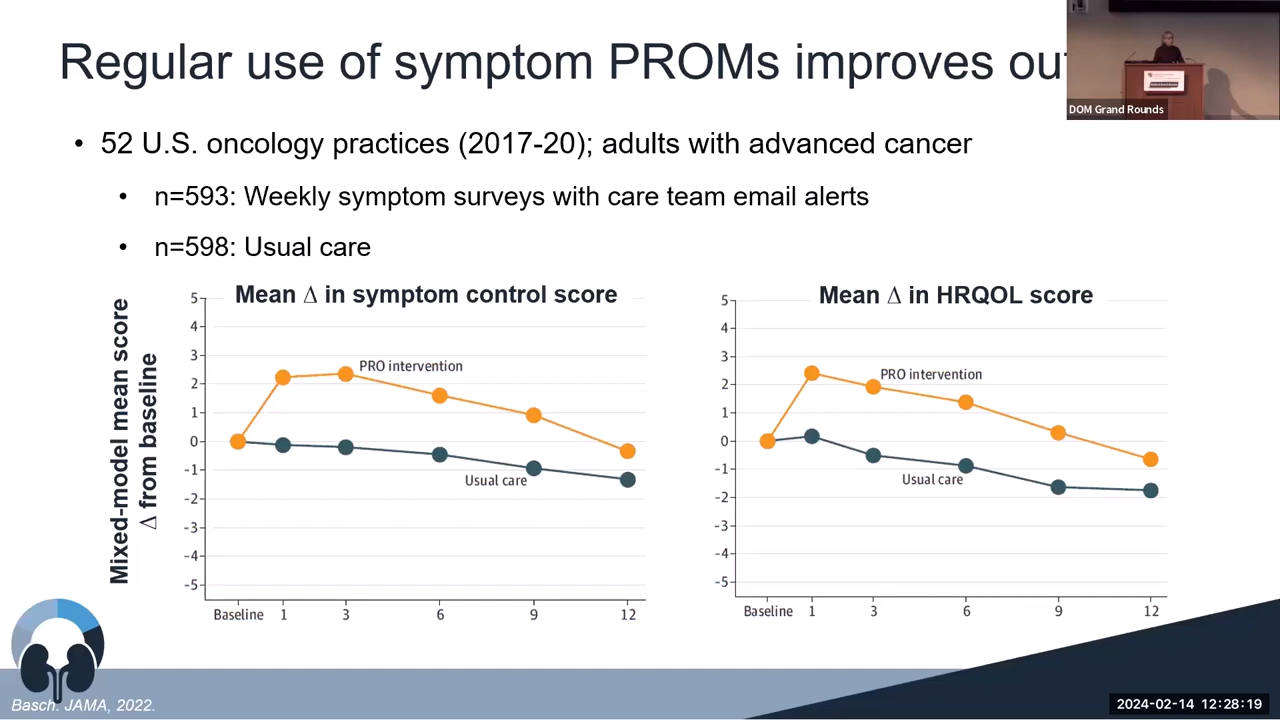 Regular use of symptom PROMs improves out
DOM Grand Rounds
• 52 U.S. oncology practices (2017-20); adults with advanced cancer
• n=593: Weekly symptom surveys with care team email alerts
• n=598: Usual care
Mixed-model mean score
Δ from baseline
Mean Δ in symptom control score
5
4
3
2
1
0
-1
-2
-3
-4
-5
PRO intervention
Usual care
Baseline 1 3 6 9 12
Mean Δ in HRQOL score
5
4
3
2
1
0
-1
-2
-3
-4
-5
PRO intervention
Usual care
Baseline 1 3 6 9 12
Basch. JAMA, 2022.
2024-02-14 12:28:19